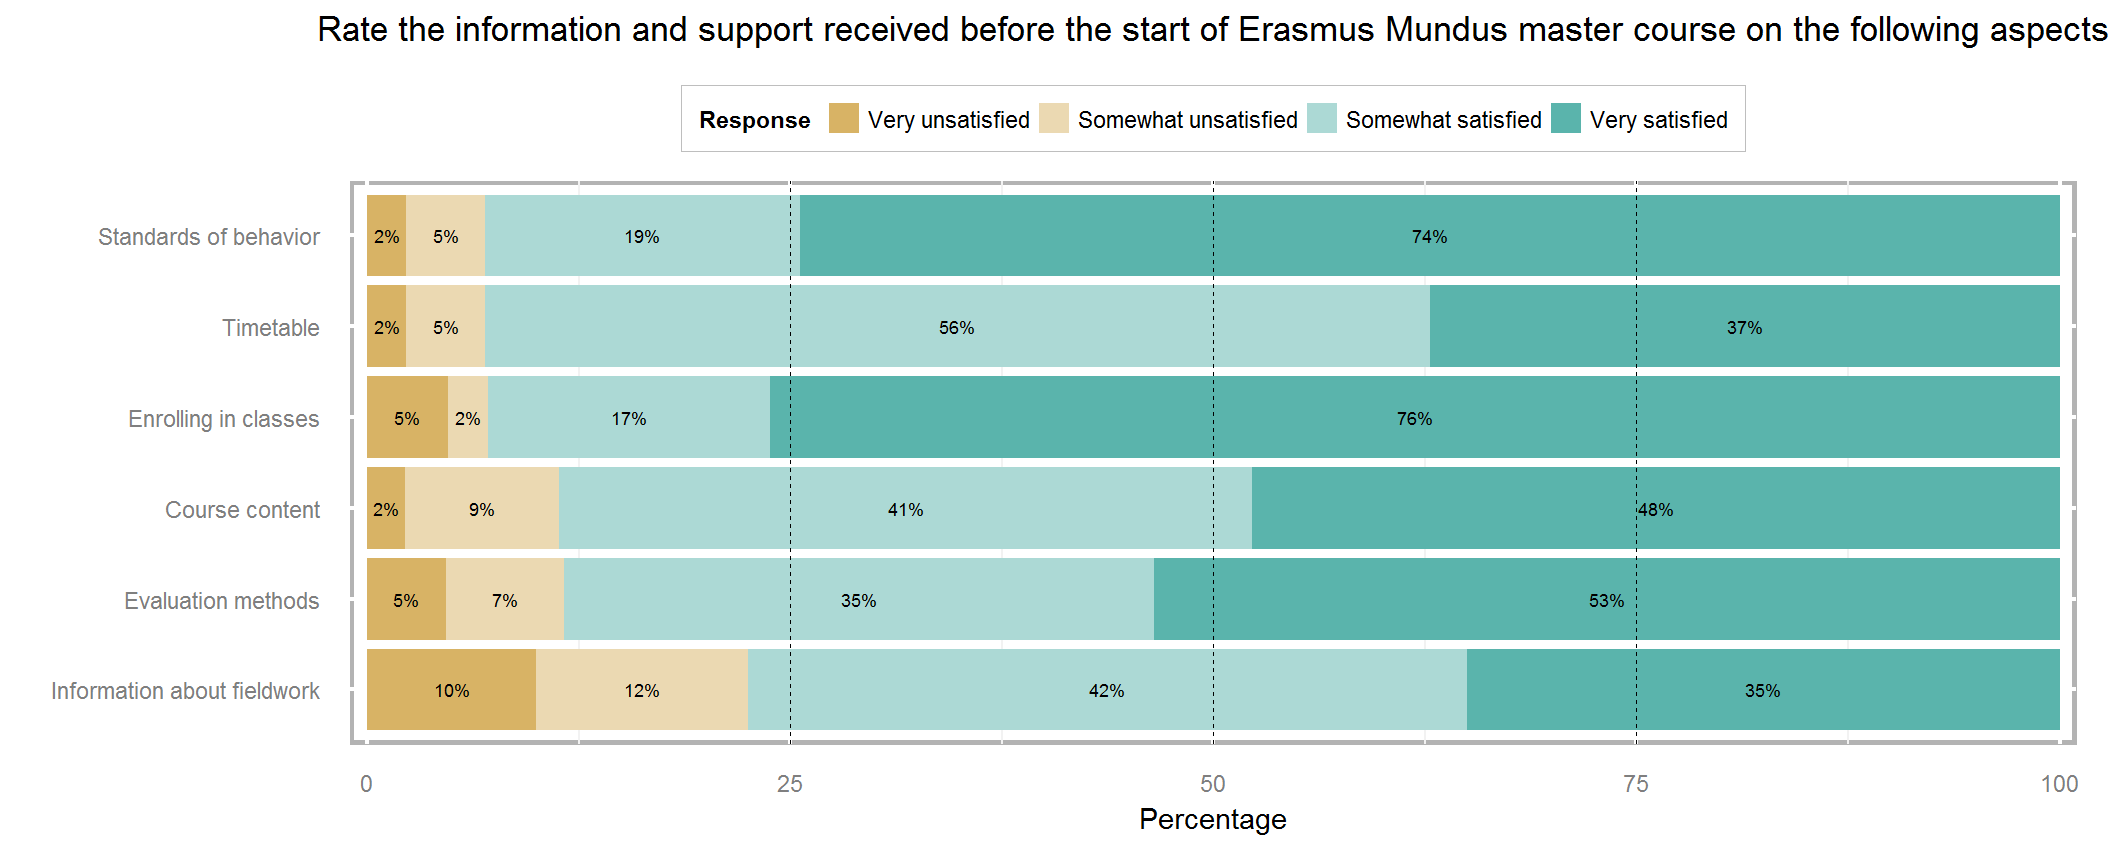 Rate the information and support received before the start of Erasmus Mundus master course on the following aspects
Response Very unsatisfied Somewhat unsatisfied Somewhat satisfied Very satisfied
Standards of behavior 2% 5% 19% 74%
Timetable 2% 5% 56% 37%
Enrolling in classes 5% 2% 17% 76%
Course content 2% 9% 41% 48%
Evaluation methods 5% 7% 35% 53%
Information about fieldwork 10% 12% 42% 35%
0 25 50 75 100
Percentage